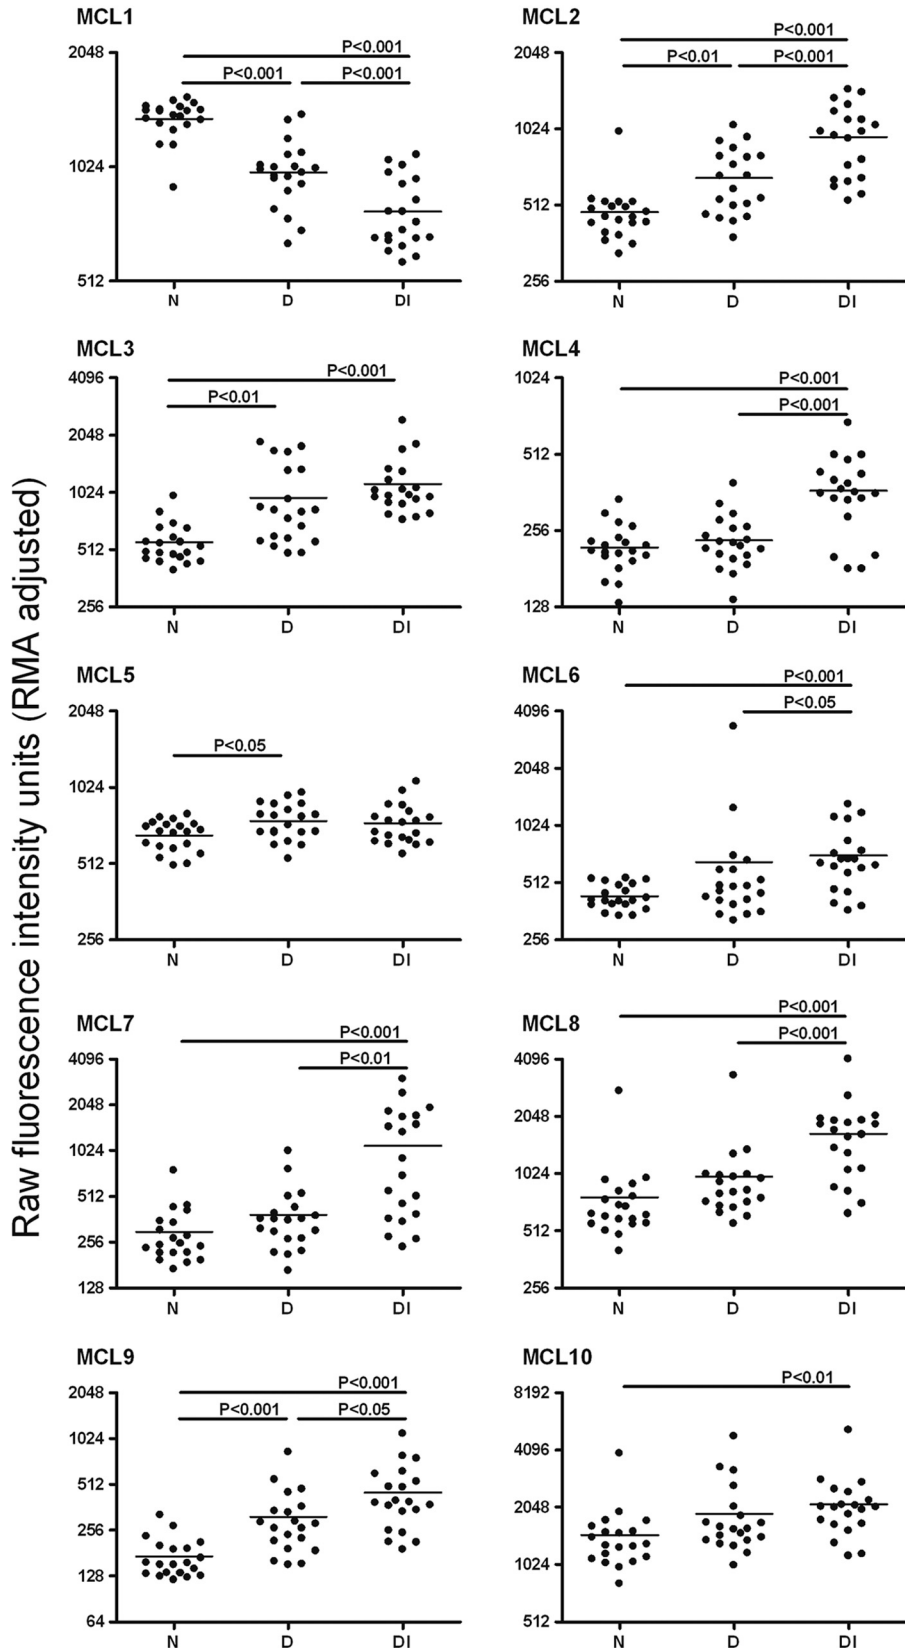 Raw fluorescence intensity units (RMA adjusted)
MCL1
P<0.001
P<0.001 P<0.001
2048
1024
512
N D DI
MCL2
P<0.001
P<0.01 P<0.001
2048
1024
512
256
N D DI
MCL3
P<0.001
P<0.01
4096
2048
1024
512
256
N D DI
MCL4
P<0.001
P<0.001
1024
512
256
128
N D DI
MCL5
P<0.05
2048
1024
512
256
N D DI
MCL6
P<0.001
P<0.05
4096
2048
1024
512
256
N D DI
MCL7
P<0.001
P<0.01
4096
2048
1024
512
256
128
N D DI
MCL8
P<0.001
P<0.001
4096
2048
1024
512
256
N D DI
MCL9
P<0.001
P<0.001 P<0.05
2048
1024
512
256
128
64
N D DI
MCL10
P<0.01
8192
4096
2048
1024
512
N D DI